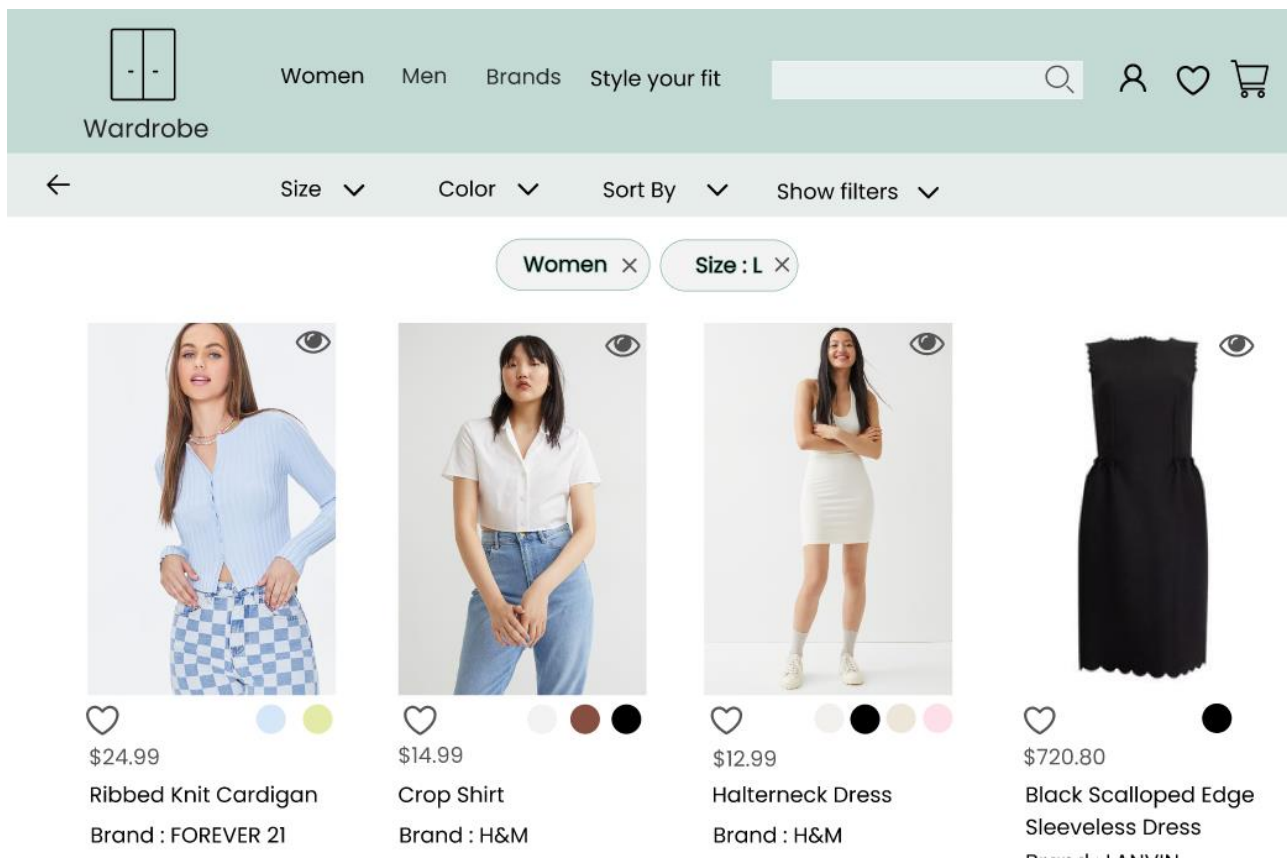 Women Men Brands Style your fit
Wardrobe
Size Color Sort By Show filters
Women × Size : L ×
$24.99
Ribbed Knit Cardigan
Brand : FOREVER 21
$14.99
Crop Shirt
Brand : H&M
$12.99
Halterneck Dress
Brand : H&M
$720.80
Black Scalloped Edge
Sleeveless Dress
Brand : LANVIN